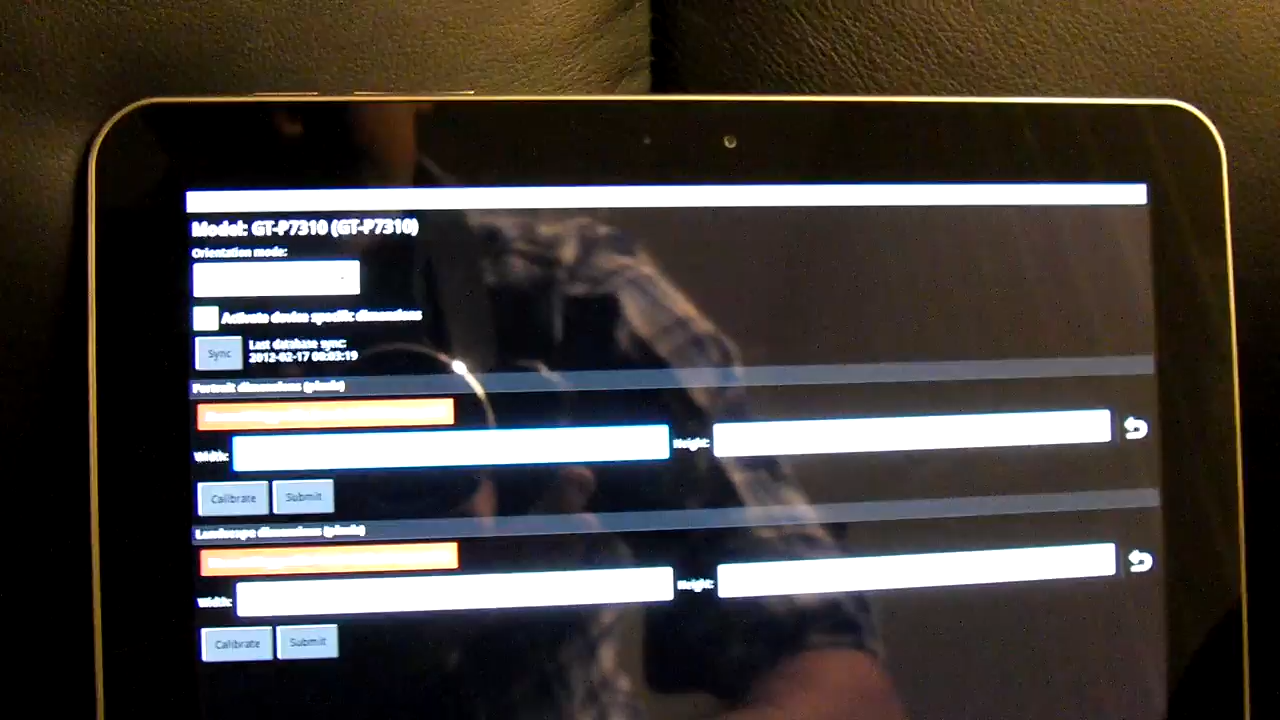 Model: GT-P7310 (GT-P7310)
Orientation mode:
Activate device specific dimensions
Sync
Last database sync:
2012-02-17 00:03:19
Portrait dimensions (pixels)
Width:
Height:
Calibrate
Submit
Landscape dimensions (pixels)
Width:
Height:
Calibrate
Submit